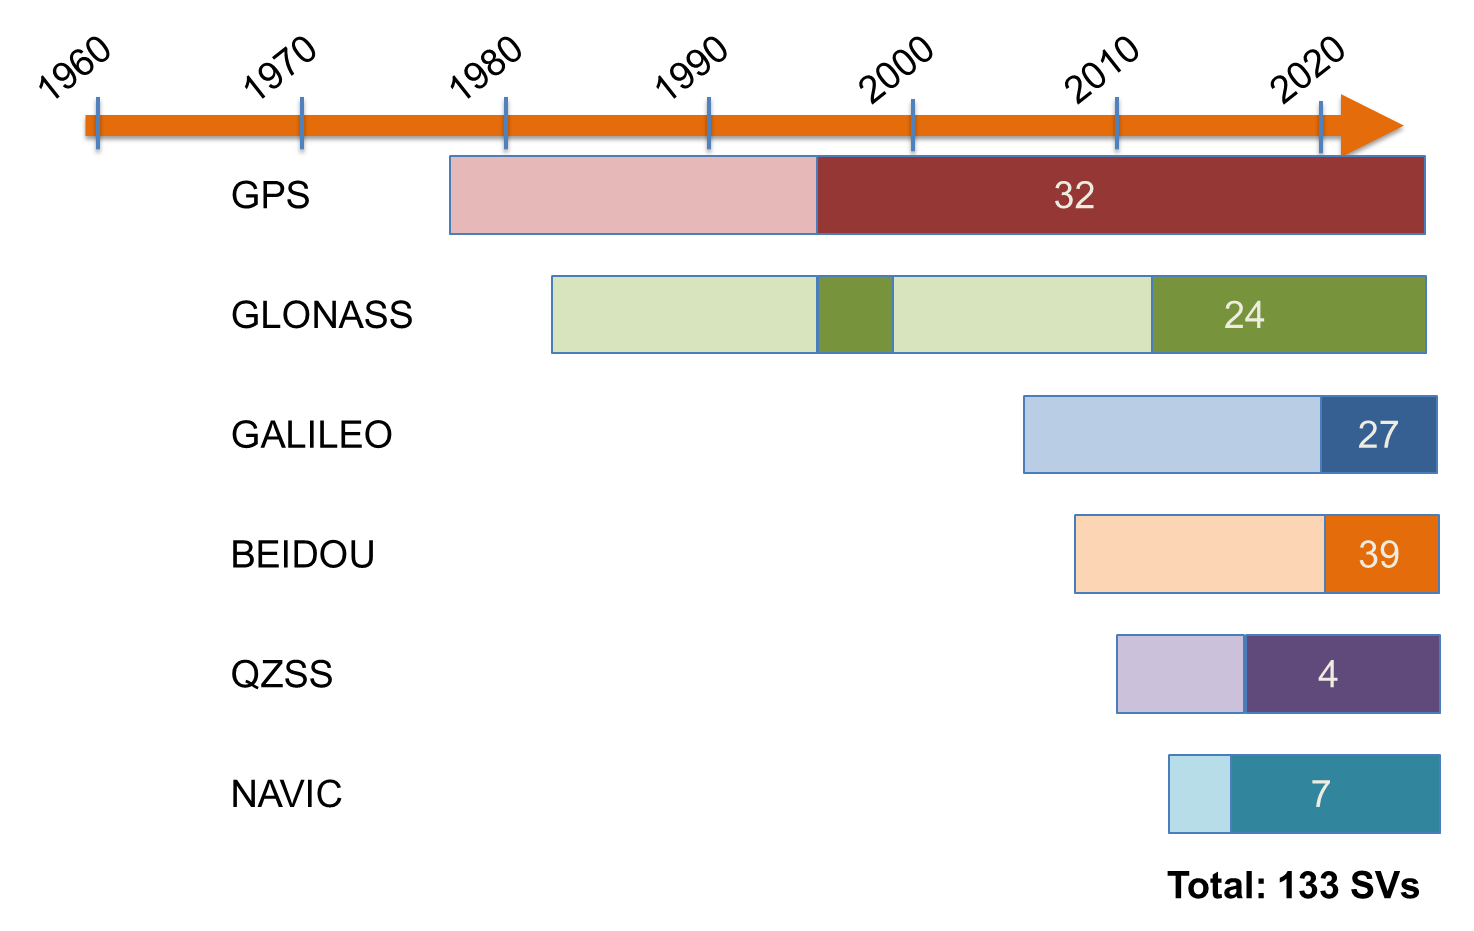 1960
1970
1980
1990
2000
2010
2020
GPS
32
GLONASS
24
GALILEO
27
BEIDOU
39
QZSS
4
NAVIC
7
Total: 133 SVs